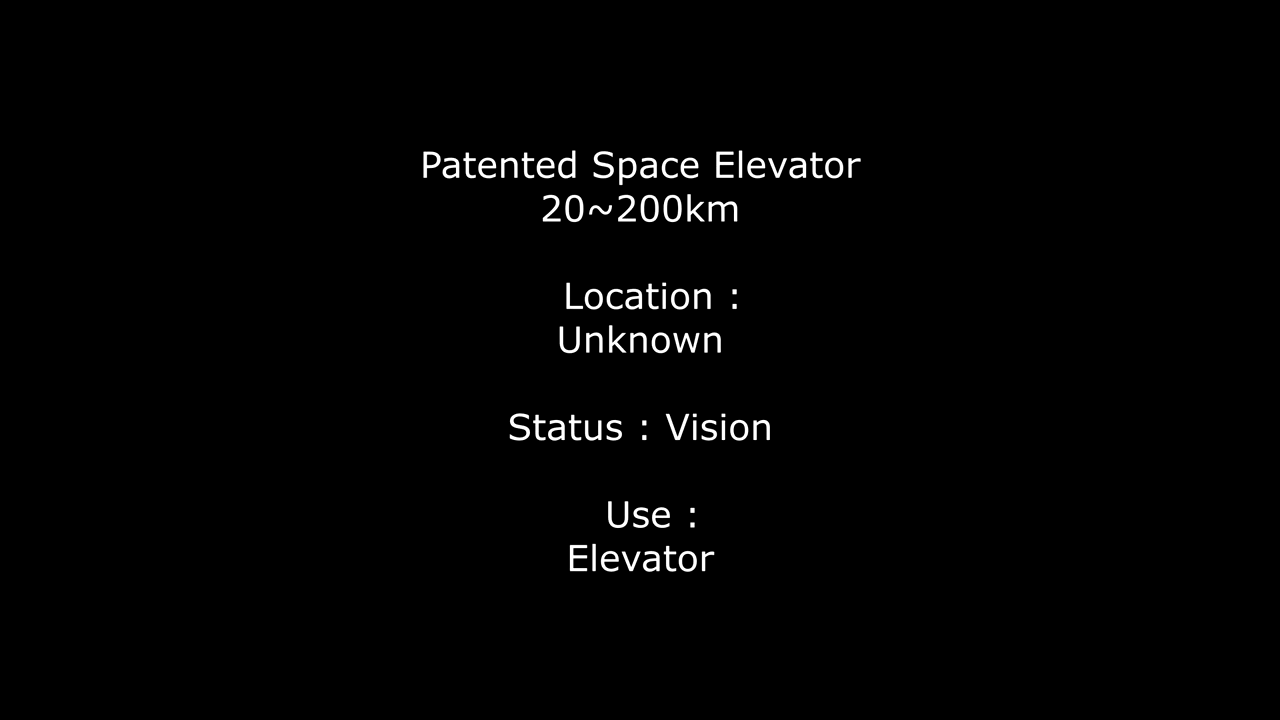 Patented Space Elevator
20~200km
Location :
Unknown
Status : Vision
Use :
Elevator